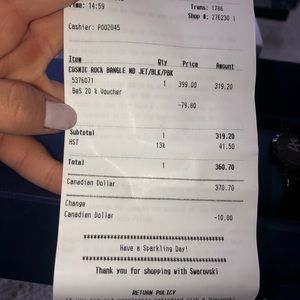 Time: 14:59 Trans: 1786
Shop #: 276230 1
Cashier: P002045
Item Qty Price Amount
COSMIC ROCK BANGLE MD JET/BLK/PBK
5376071 1 399.00 319.20
BaS 20 % Voucher -79.80
Subtotal 1 319.20
HST 13% 41.50
Total 1 360.70
Canadian Dollar 370.70
Change
Canadian Dollar -10.00
Have a Sparkling Day!
Thank you for shopping with Swarovski
RETURN POLICY